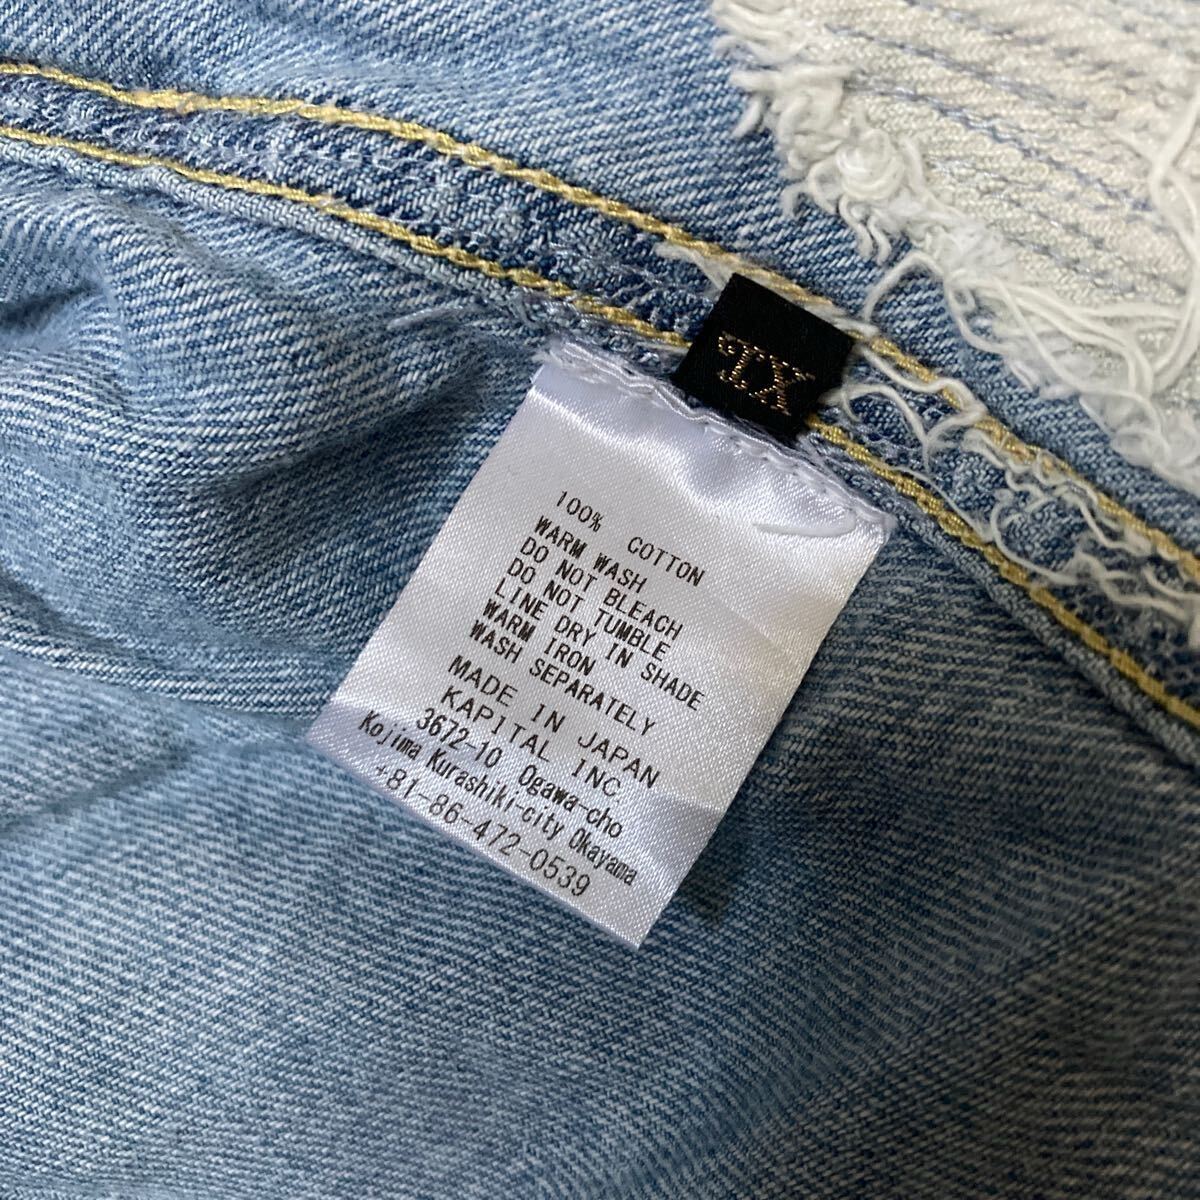 XL
100% COTTON
WARM WASH
DO NOT BLEACH
DO NOT TUMBLE
LINE DRY IN SHADE
WARM IRON
WASH SEPARATELY
MADE IN JAPAN
KAPITAL INC.
3672-10 Ogawa-cho
Kojima Kurashiki-city Okayama
+81-86-472-0539